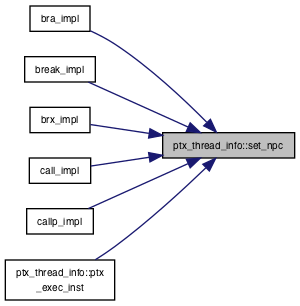 bra_impl
break_impl
brx_impl
ptx_thread_info::set_npc
call_impl
callp_impl
ptx_thread_info::ptx
_exec_inst